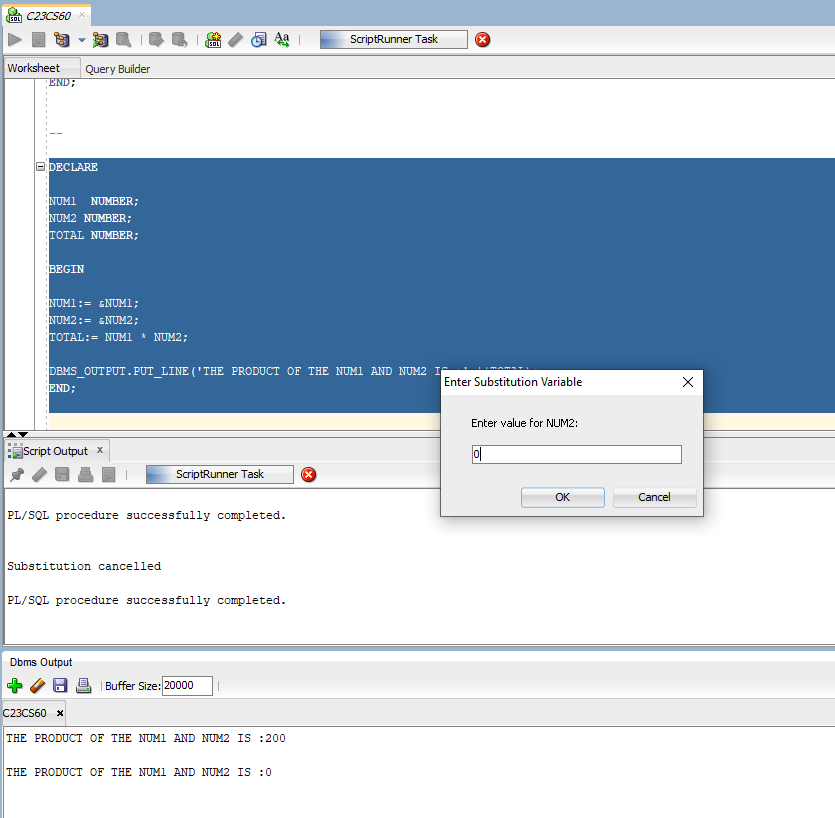 C23CS60
ScriptRunner Task
Worksheet
Query Builder
END;
--
DECLARE
NUM1  NUMBER;
NUM2 NUMBER;
TOTAL NUMBER;
BEGIN
NUM1:= &NUM1;
NUM2:= &NUM2;
TOTAL:= NUM1 * NUM2;
DBMS_OUTPUT.PUT_LINE('THE PRODUCT OF THE NUM1 AND NUM2
END;
Enter Substitution Variable
Enter value for NUM2:
0
OK
Cancel
Script Output
ScriptRunner Task
PL/SQL procedure successfully completed.
Substitution cancelled
PL/SQL procedure successfully completed.
Dbms Output
Buffer Size: 20000
C23CS60
THE PRODUCT OF THE NUM1 AND NUM2 IS :200
THE PRODUCT OF THE NUM1 AND NUM2 IS :0